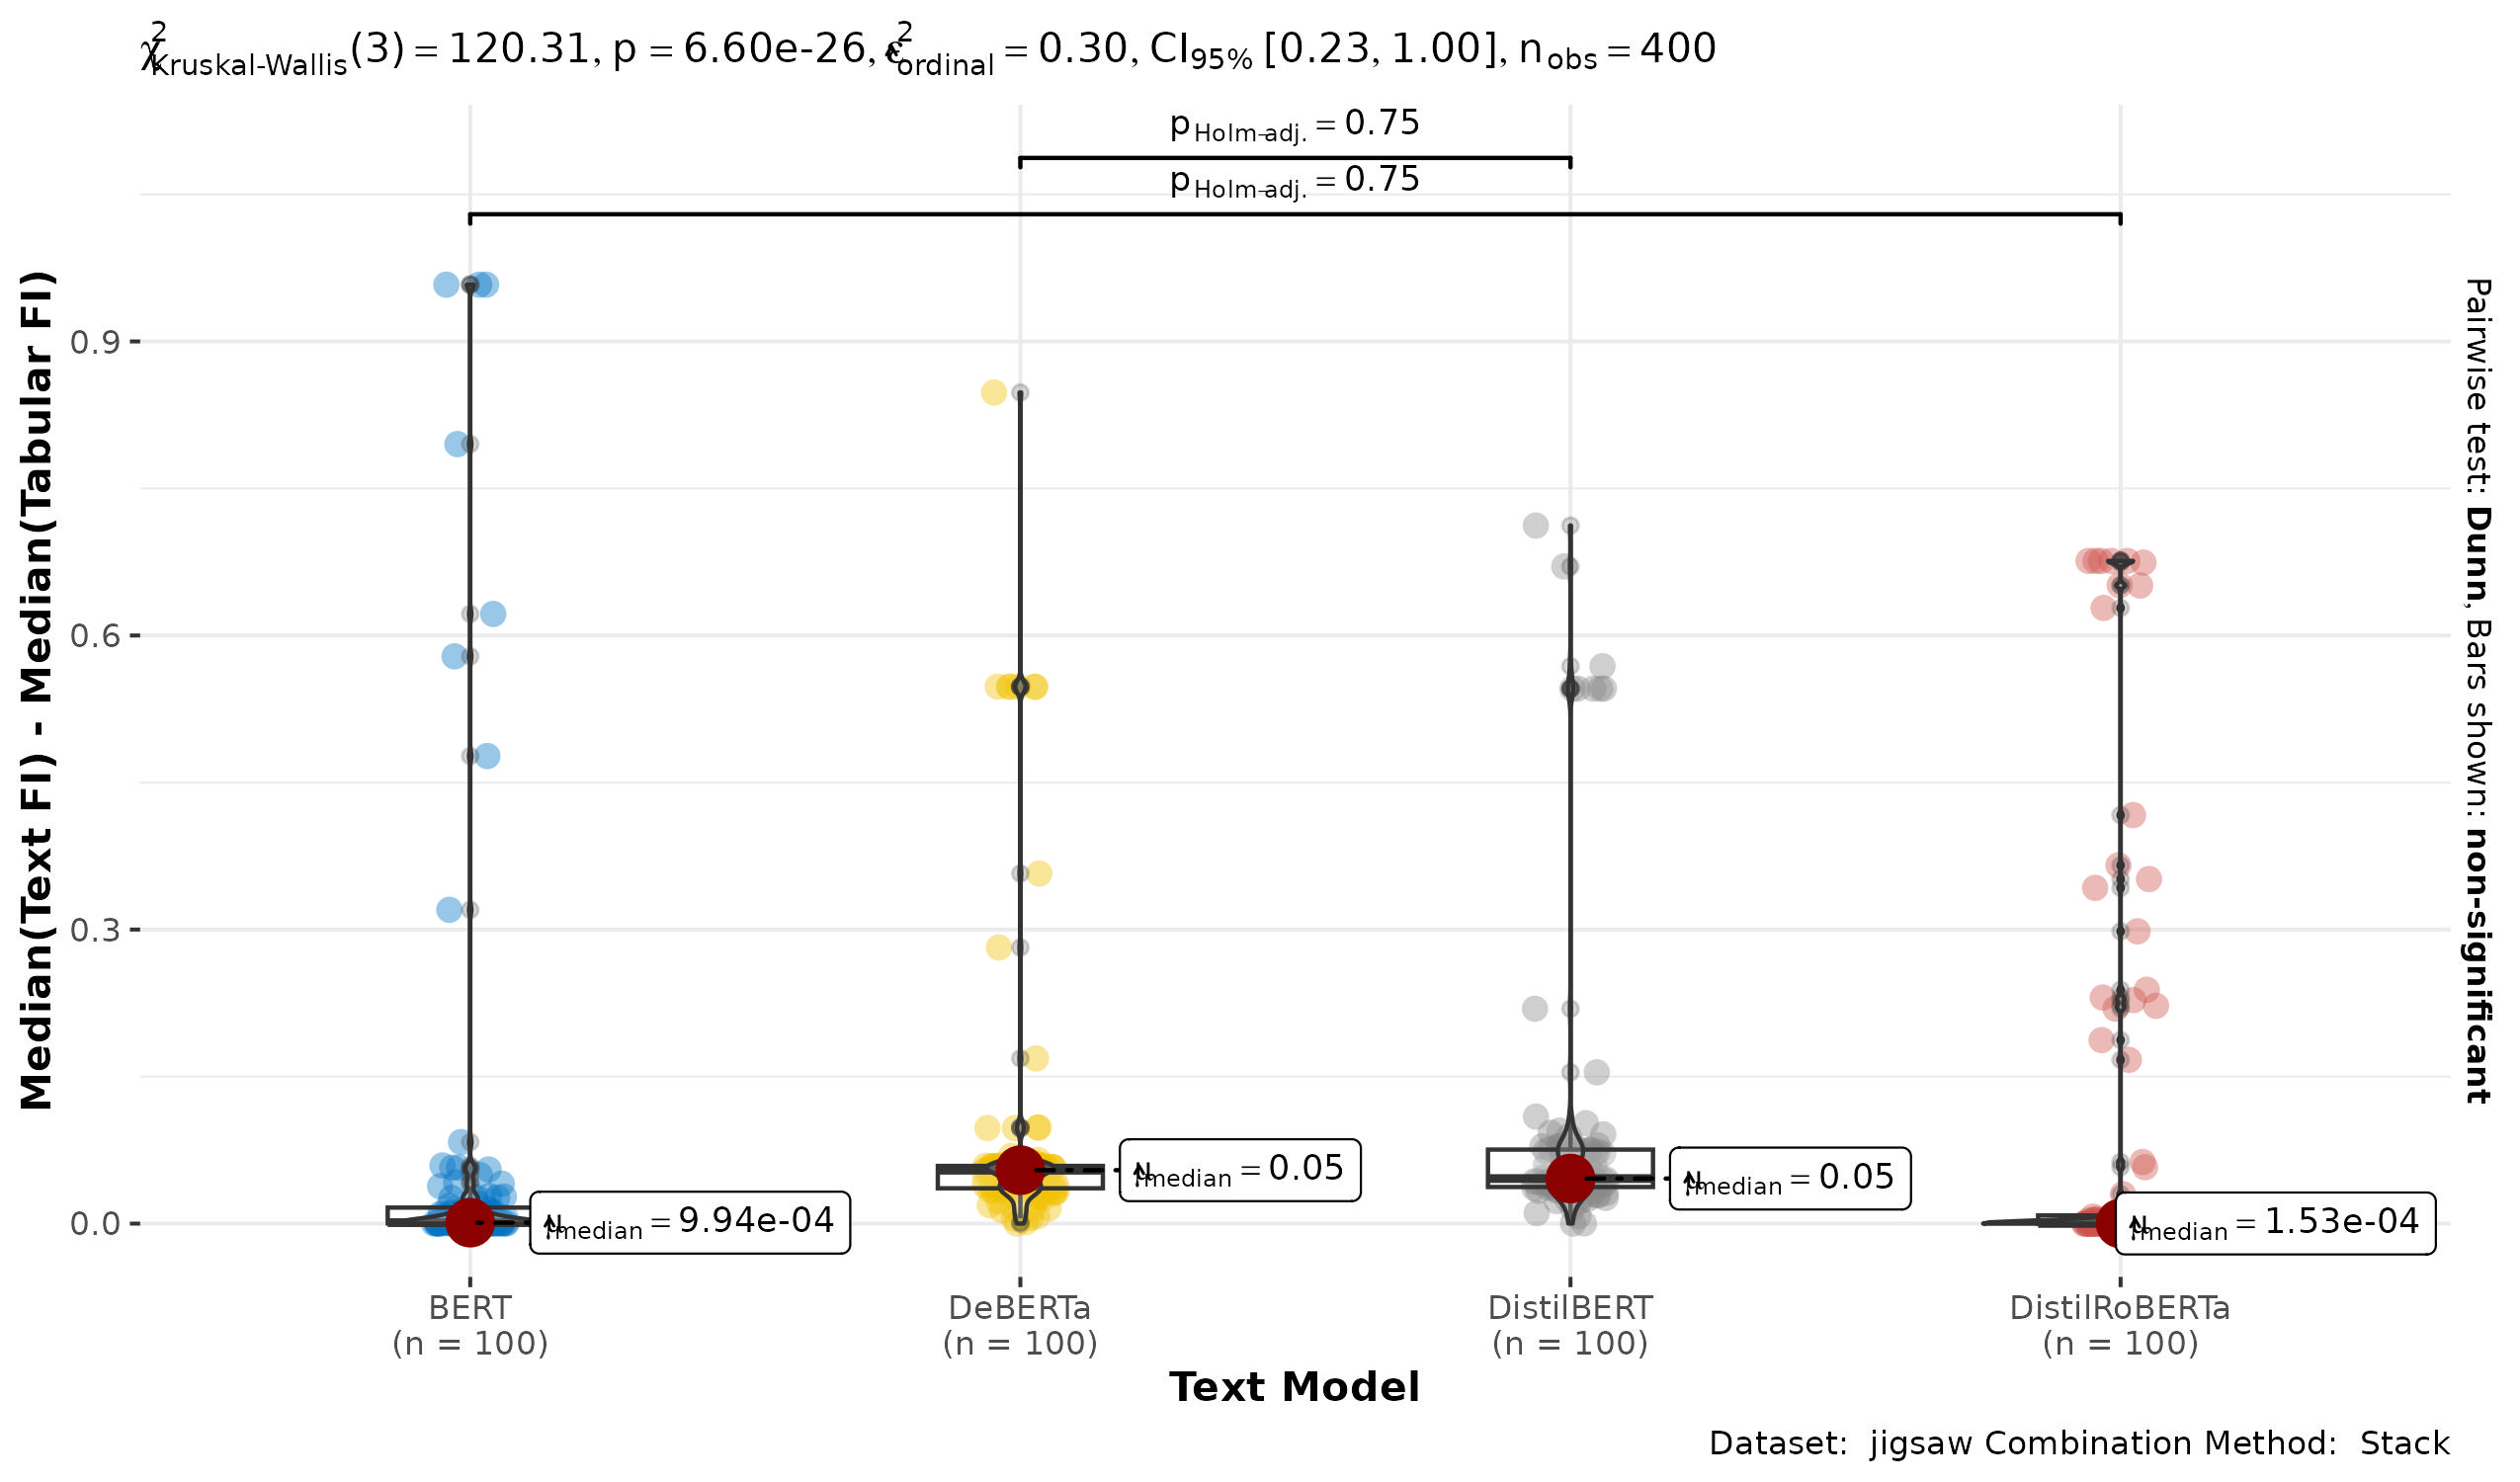 χ²Kruskal-Wallis(3) = 120.31, p = 6.60e-26, ε²ordinal = 0.30, CI95% [0.23, 1.00], nobs = 400
pHolm-adj. = 0.75
pHolm-adj. = 0.75
Median(Text FI) - Median(Tabular FI)
0.9
0.6
0.3
0.0
Pairwise test: Dunn, Bars shown: non-significant
μ̂median = 9.94e-04
μ̂median = 0.05
μ̂median = 0.05
μ̂median = 1.53e-04
BERT
(n = 100)
DeBERTa
(n = 100)
DistilBERT
(n = 100)
DistilRoBERTa
(n = 100)
Text Model
Dataset: jigsaw Combination Method: Stack